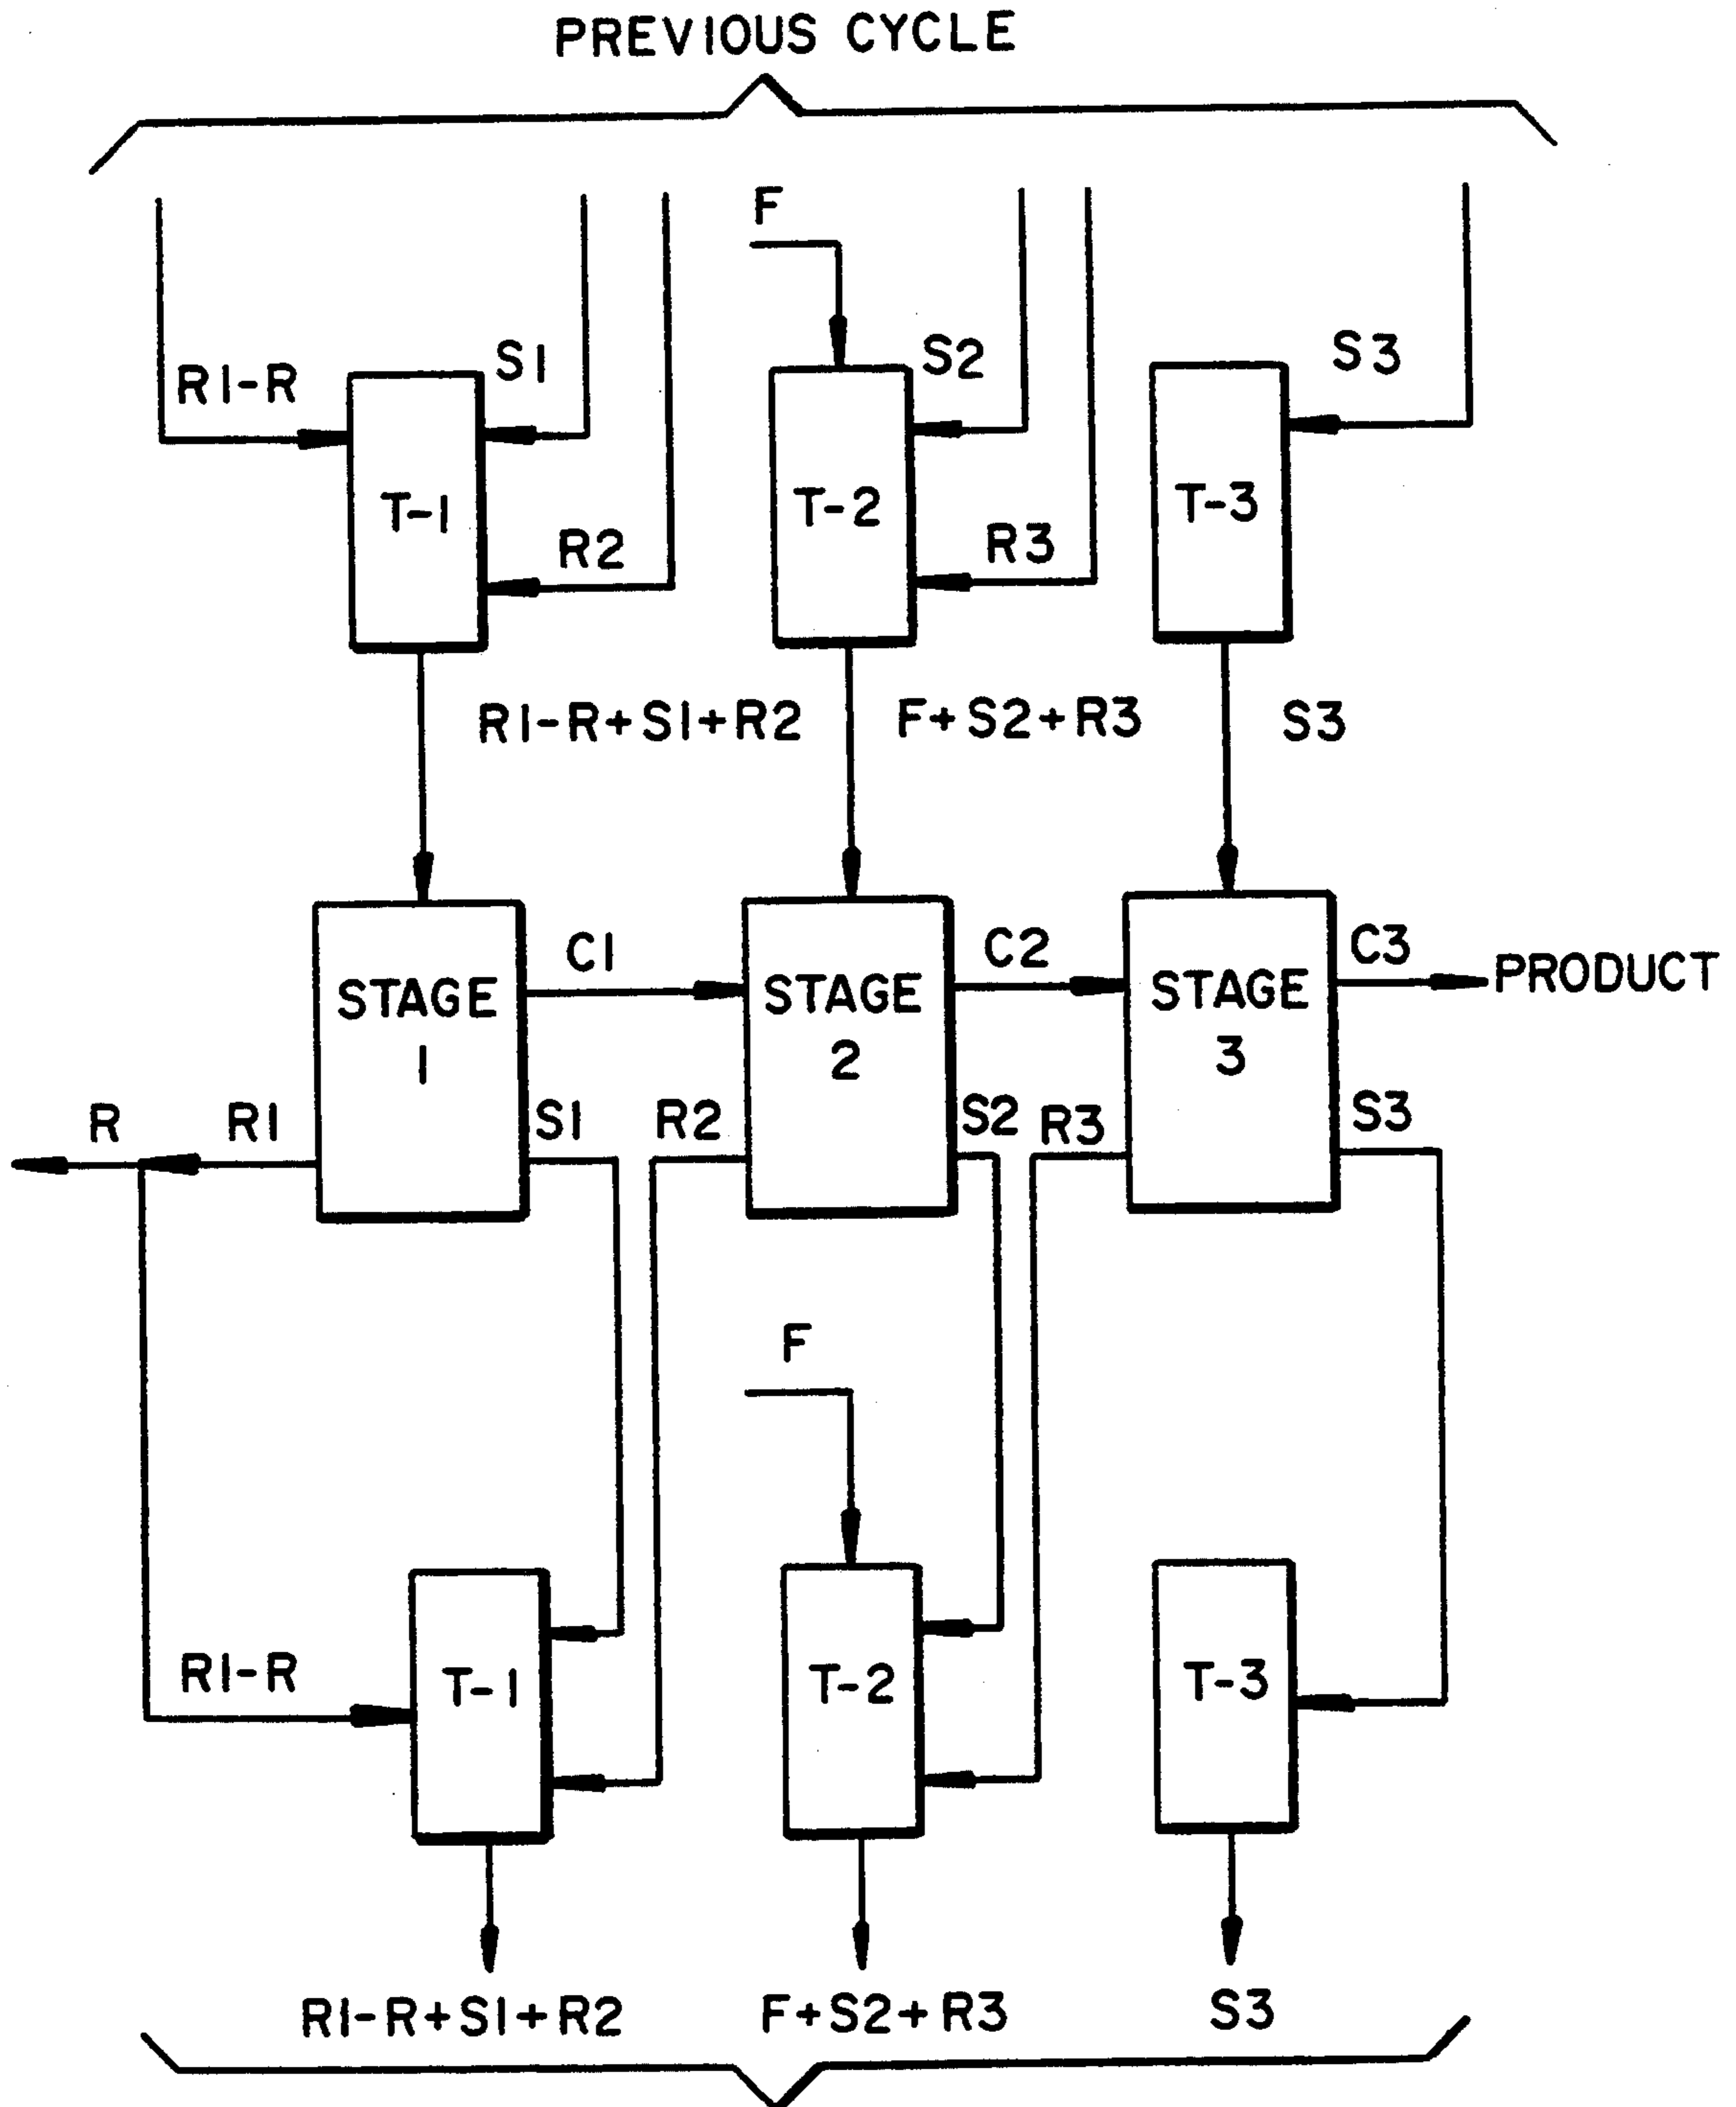 PREVIOUS CYCLE
F
R1-R
S1
S2
S3
T-1
T-2
T-3
R2
R3
R1-R+S1+R2
F+S2+R3
S3
C1
C2
C3
STAGE 1
STAGE 2
STAGE 3
PRODUCT
R
R1
S1
R2
S2
R3
S3
F
R1-R
T-1
T-2
T-3
R1-R+S1+R2
F+S2+R3
S3